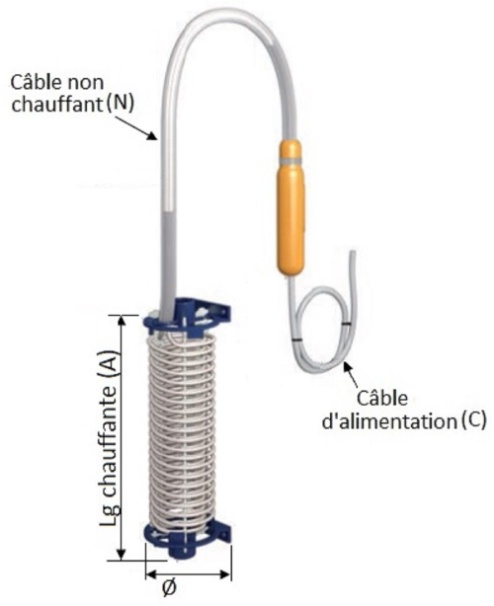 Câble non
chauffant (N)
Câble
d'alimentation (C)
Lg chauffante (A)
Ø